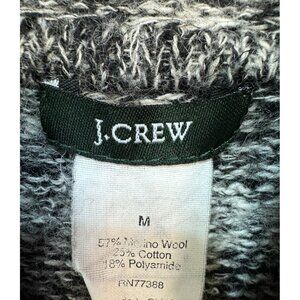 J.CREW
M
57% Merino Wool
25% Cotton
18% Polyamide
RN77388